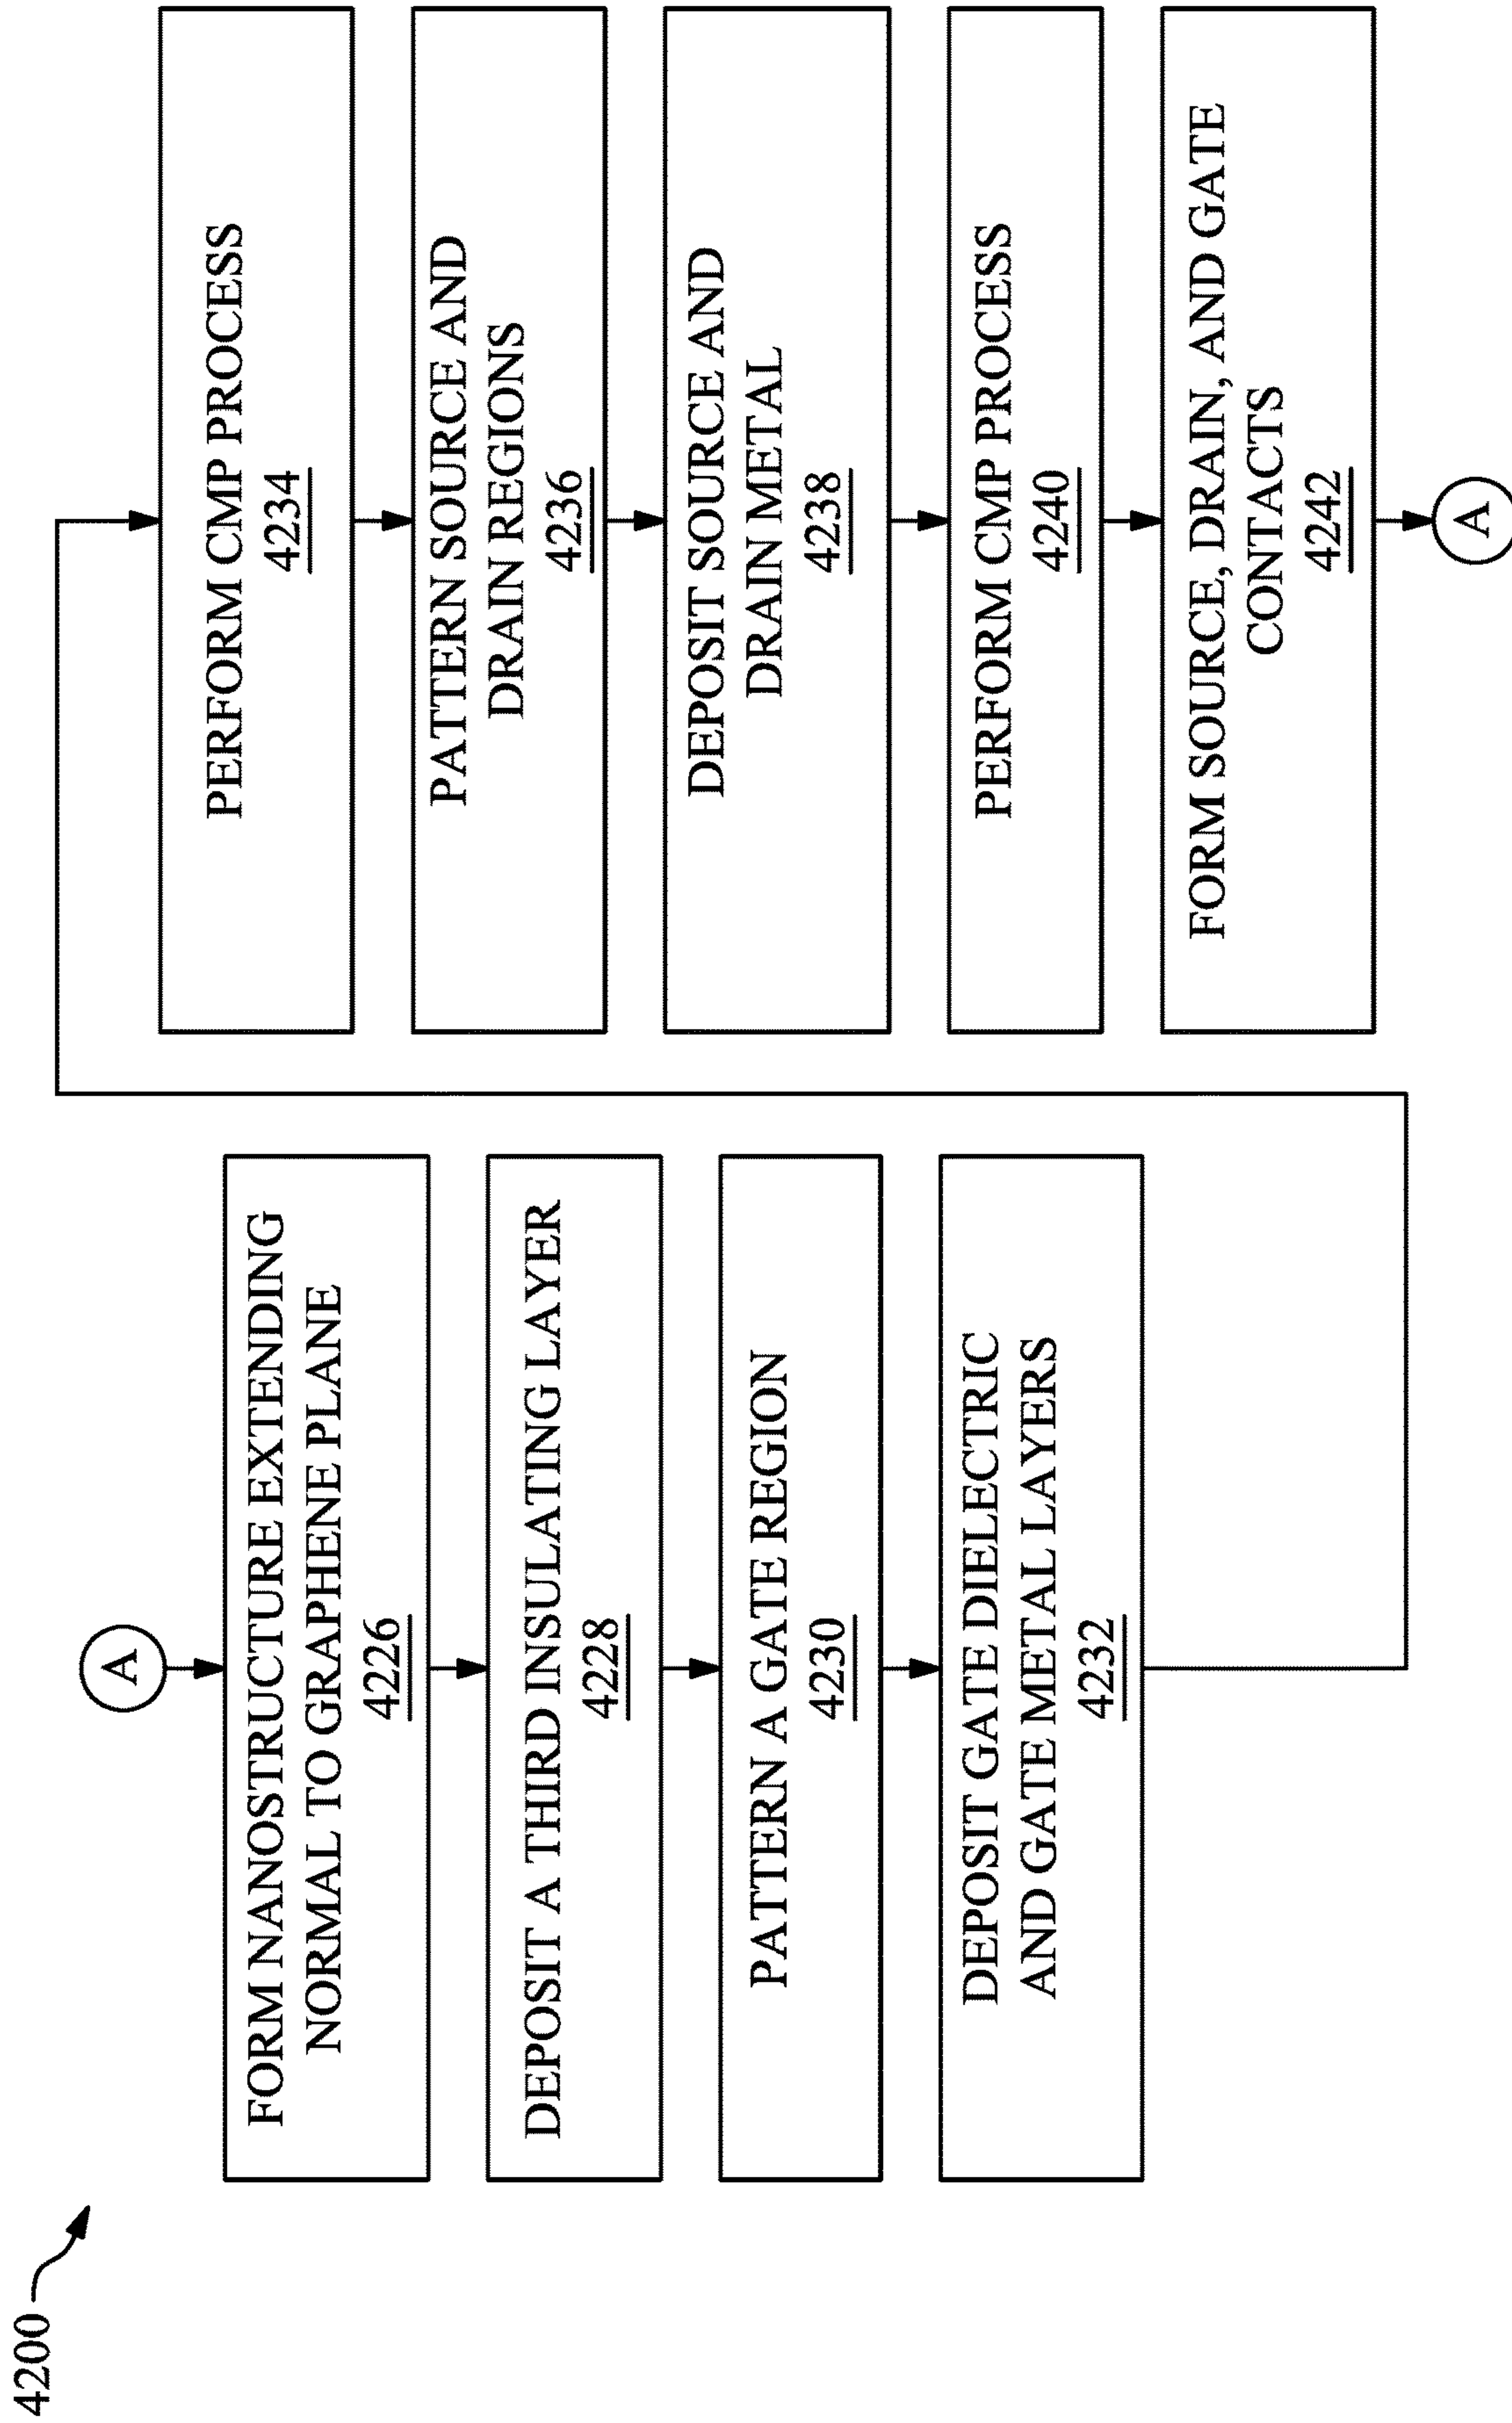 4200
A
FORM NANOSTRUCTURE EXTENDING
NORMAL TO GRAPHENE PLANE
4226
DEPOSIT A THIRD INSULATING LAYER
4228
PATTERN A GATE REGION
4230
DEPOSIT GATE DIELECTRIC
AND GATE METAL LAYERS
4232
PERFORM CMP PROCESS
4234
PATTERN SOURCE AND
DRAIN REGIONS
4236
DEPOSIT SOURCE AND
DRAIN METAL
4238
PERFORM CMP PROCESS
4240
FORM SOURCE, DRAIN, AND GATE
CONTACTS
4242
A